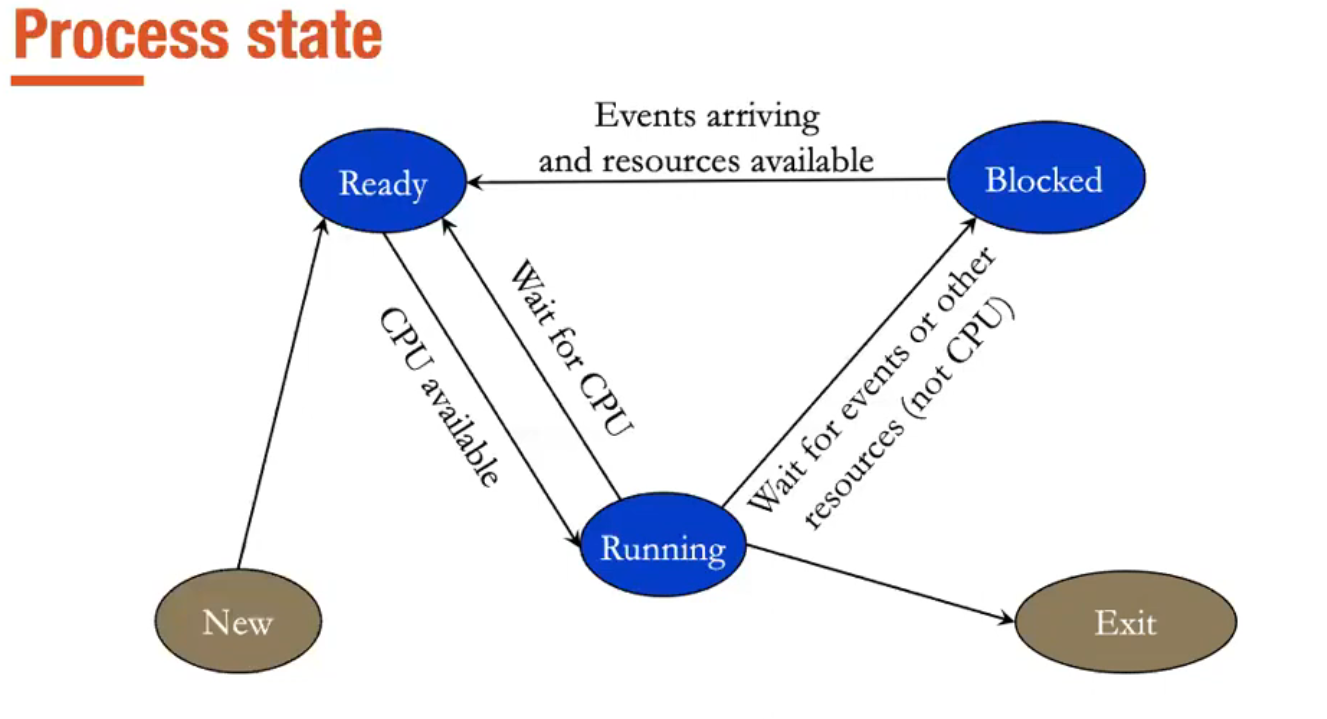 Process state
Events arriving
and resources available
Ready
Blocked
Wait for CPU
CPU available
Wait for events or other
resources (not CPU)
Running
New
Exit